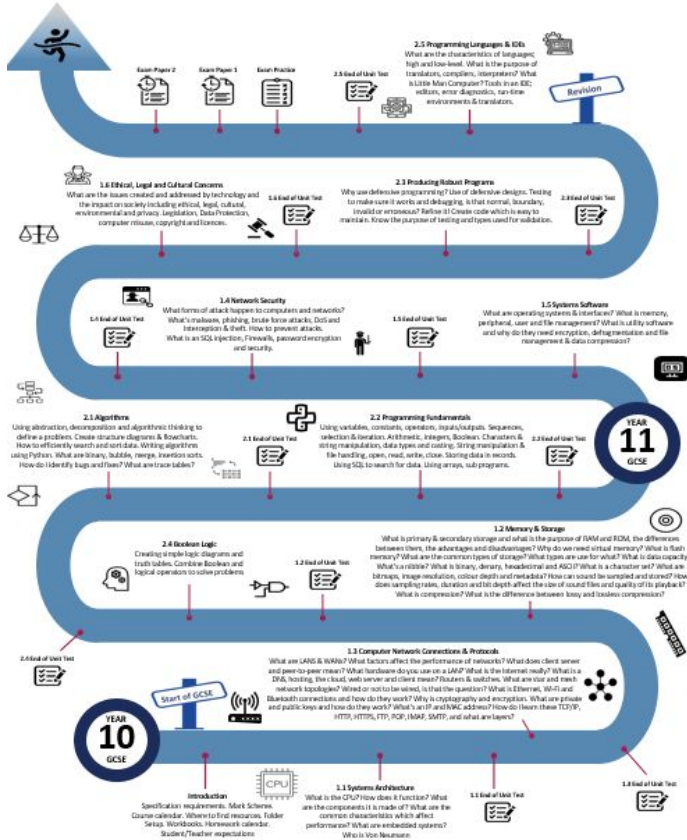 2.5 Programming Languages & IDEs
What are the characteristics of languages;
high and low-level. What is the purpose of
translators, compilers, interpreters? What
is Little Man Computer? Tools in an IDE;
editors, error diagnostics, run-time
environments & translators.
Exam Paper 2
Exam Paper 1
Exam Practice
2.5 End of Unit Test
Revision
1.6 Ethical, Legal and Cultural Concerns
What are the issues created and addressed by technology and
the impact on society including ethical, legal, cultural,
environmental and privacy. Legislation, Data Protection,
computer misuse, copyright and licences.
1.6 End of Unit Test
2.3 Producing Robust Programs
Why use defensive programming? Use of defensive designs. Testing
to make sure it works and debugging, is that normal, boundary,
invalid or erroneous? Refine it! Create code which is easy to
maintain. Know the purpose of testing and types used for validation.
2.3 End of Unit Test
1.4 End of Unit Test
1.4 Network Security
What forms of attack happen to computers and networks?
What's malware, phishing, brute force attacks, DoS and
Interception & theft. How to prevent attacks.
What is an SQL injection, Firewalls, password encryption
and security.
1.5 End of Unit Test
1.5 Systems Software
What are operating systems & interfaces? What is memory,
peripheral, user and file management? What is utility software
and why do they need encryption, defragmentation and file
management & data compression?
2.1 Algorithms
Using abstraction, decomposition and algorithmic thinking to
define a problem. Create structure diagrams & flowcharts.
How to efficiently search and sort data. Writing algorithms
using Python. What are binary, bubble, merge, insertion sorts.
How do I identify bugs and fixes? What are trace tables?
2.1 End of Unit Test
2.2 Programming Fundamentals
Using variables, constants, operators, inputs/outputs. Sequences,
selection & iteration. Arithmetic, integers, Boolean. Characters &
string manipulation, data types and casting. String manipulation &
file handling, open, read, write, close. Storing data in records.
Using SQL to search for data. Using arrays, sub programs.
2.2 End of Unit Test
YEAR
11
GCSE
2.4 Boolean Logic
Creating simple logic diagrams and
truth tables. Combine Boolean and
logical operators to solve problems
1.2 End of Unit Test
1.2 Memory & Storage
What is primary & secondary storage and what is the purpose of RAM and ROM, the differences
between them, the advantages and disadvantages? Why do we need virtual memory? What is flash
memory? What are the common types of storage? What types are use for what? What is data capacity
What's a nibble? What is binary, denary, hexadecimal and ASCII? What is a character set? What are
bitmaps, image resolution, colour depth and metadata? How can sound be sampled and stored? How
does sampling rates, duration and bit depth affect the size of sound files and quality of its playback?
What is compression? What is the difference between lossy and lossless compression?
2.4 End of Unit Test
1.3 Computer Network Connections & Protocols
What are LANS & WANs? What factors affect the performance of networks? What does client server
and peer-to-peer mean? What hardware do you use on a LAN? What is the Internet really? What is a
DNS, hosting, the cloud, web server and client mean? Routers & switches. What are star and mesh
network topologies? Wired or not to be wired, is that the question? What is Ethernet, Wi-Fi and
Bluetooth connections and how do they work? Why is cryptography and encryption. What are private
and public keys and how do they work? What's an IP and MAC address? How do I learn these TCP/IP,
HTTP, HTTPS, FTP, POP, IMAP, SMTP, and what are layers?
Start of GCSE
YEAR
10
GCSE
Introduction
Specification requirements. Mark Scheme.
Course calendar. Where to find resources. Folder
Setup. Workbooks. Homework calendar.
Student/Teacher expectations
CPU
1.1 Systems Architecture
What is the CPU? How does it function? What
are the components it is made of? What are the
common characteristics which affect
performance? What are embedded systems?
Who is Von Neumann
1.1 End of Unit Test
1.3 End of Unit Test